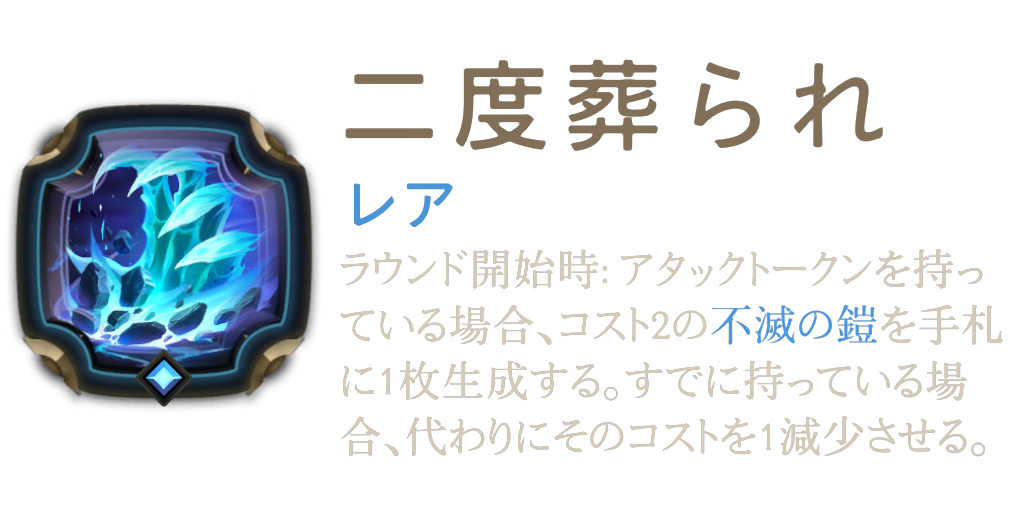 二度葬られ
レア
ラウンド開始時: アタックトークンを持っ
ている場合、コスト2の不滅の鎧を手札
に1枚生成する。すでに持っている場
合、代わりにそのコストを1減少させる。